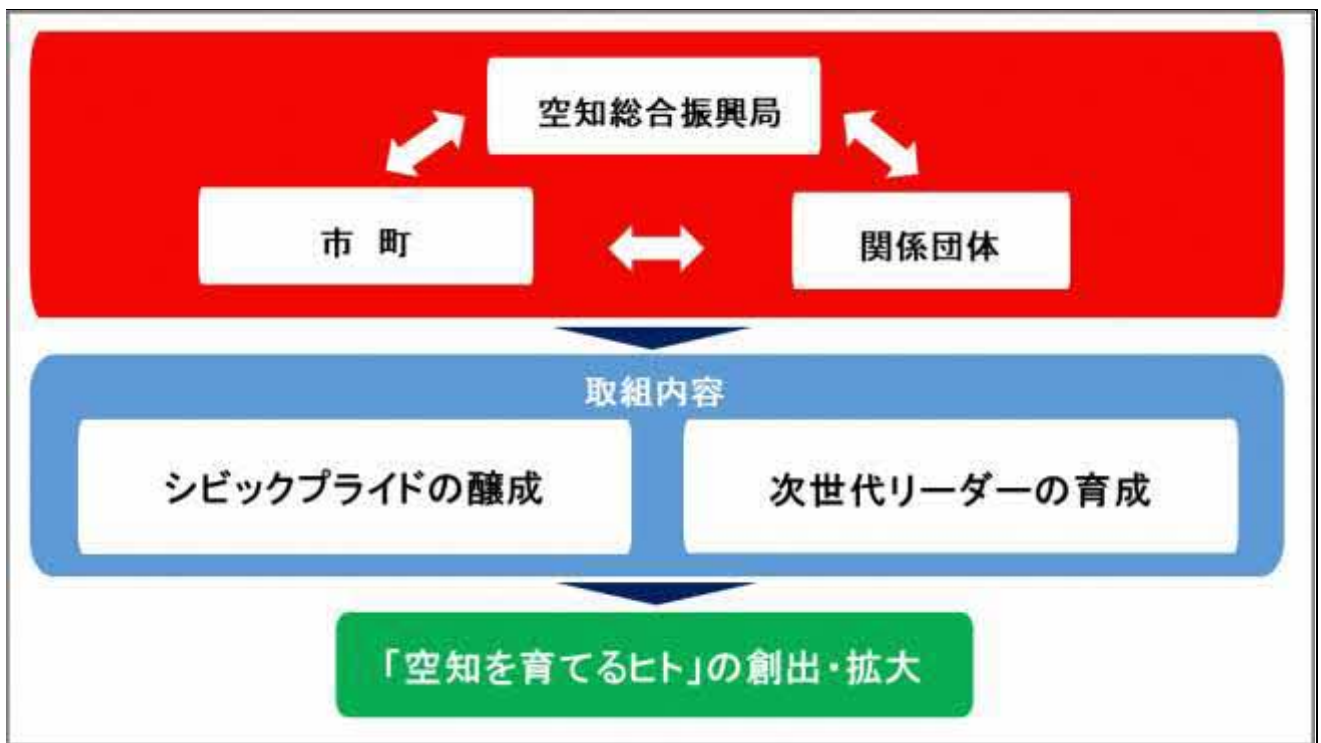 空知総合振興局
市 町
関係団体
取組内容
シビックプライドの醸成
次世代リーダーの育成
「空知を育てるヒト」の創出・拡大